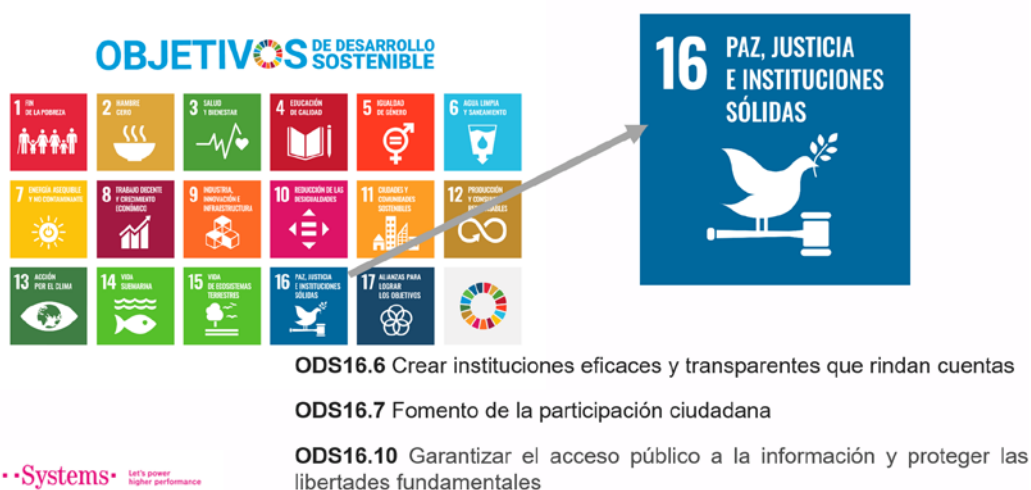 OBJETIVOS DE DESARROLLO
SOSTENIBLE
1 FIN
DE LA POBREZA
2 HAMBRE
CERO
3 SALUD
Y BIENESTAR
4 EDUCACIÓN
DE CALIDAD
5 IGUALDAD
DE GÉNERO
6 AGUA LIMPIA
Y SANEAMIENTO
7 ENERGÍA ASEQUIBLE
Y NO CONTAMINANTE
8 TRABAJO DECENTE
Y CRECIMIENTO
ECONÓMICO
9 INDUSTRIA,
INNOVACIÓN E
INFRAESTRUCTURA
10 REDUCCIÓN DE LAS
DESIGUALDADES
11 CIUDADES Y
COMUNIDADES
SOSTENIBLES
12 PRODUCCIÓN
Y CONSUMO
13 ACCIÓN
POR EL CLIMA
14 VIDA
SUBMARINA
15 VIDA
DE ECOSISTEMAS
TERRESTRES
16 PAZ, JUSTICIA
E INSTITUCIONES
SÓLIDAS
17 ALIANZAS PARA
LOGRAR
LOS OBJETIVOS
16 PAZ, JUSTICIA
E INSTITUCIONES
SÓLIDAS
ODS16.6 Crear instituciones eficaces y transparentes que rindan cuentas
ODS16.7 Fomento de la participación ciudadana
ODS16.10 Garantizar el acceso público a la información y proteger las
libertades fundamentales
··Systems· Let's power
higher performance